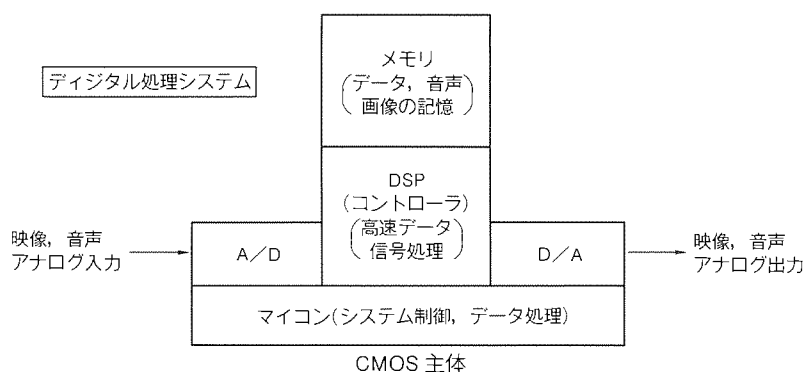 ディジタル処理システム
メモリ
(データ，音声
画像の記憶)
DSP
(コントローラ)
(高速データ
信号処理)
映像，音声
アナログ入力
A／D
D／A
映像，音声
アナログ出力
マイコン(システム制御，データ処理)
CMOS 主体